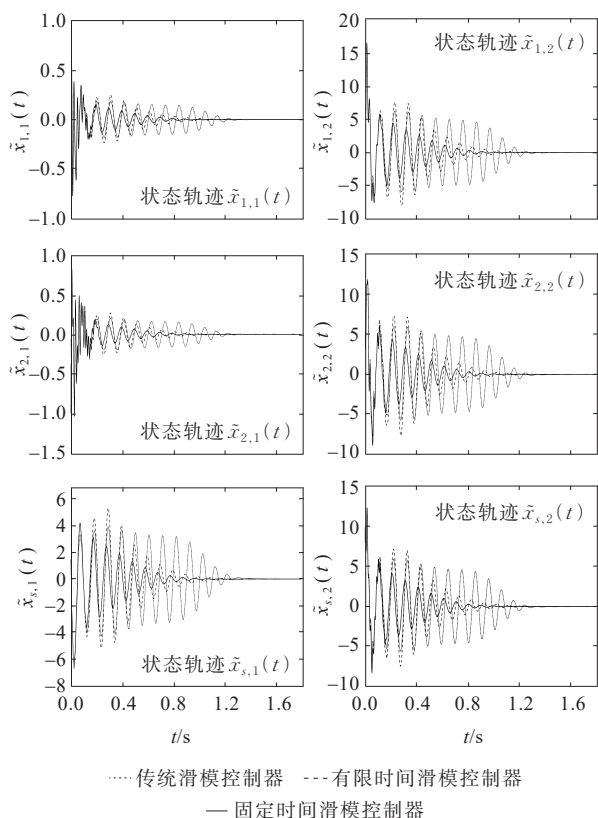 1.0
0.5
0.0
−0.5
−1.0
x̃1,1(t)
状态轨迹x̃1,1(t)
20
15
10
5
0
−5
−10
x̃1,2(t)
状态轨迹x̃1,2(t)
1.0
0.5
0.0
−0.5
−1.0
−1.5
x̃2,1(t)
状态轨迹x̃2,1(t)
15
10
5
0
−5
−10
x̃2,2(t)
状态轨迹x̃2,2(t)
6
4
2
0
−2
−4
−6
−8
x̃s,1(t)
状态轨迹x̃s,1(t)
0.0 0.4 0.8 1.2 1.6
t/s
15
10
5
0
−5
−10
x̃s,2(t)
状态轨迹x̃s,2(t)
0.0 0.4 0.8 1.2 1.6
t/s
传统滑模控制器 有限时间滑模控制器
固定时间滑模控制器